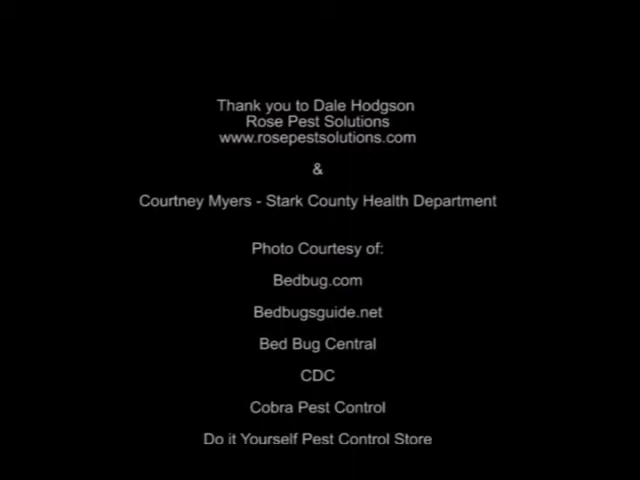 Thank you to Dale Hodgson
Rose Pest Solutions
www.rosepestsolutions.com
&
Courtney Myers - Stark County Health Department
Photo Courtesy of:
Bedbug.com
Bedbugsguide.net
Bed Bug Central
CDC
Cobra Pest Control
Do it Yourself Pest Control Store